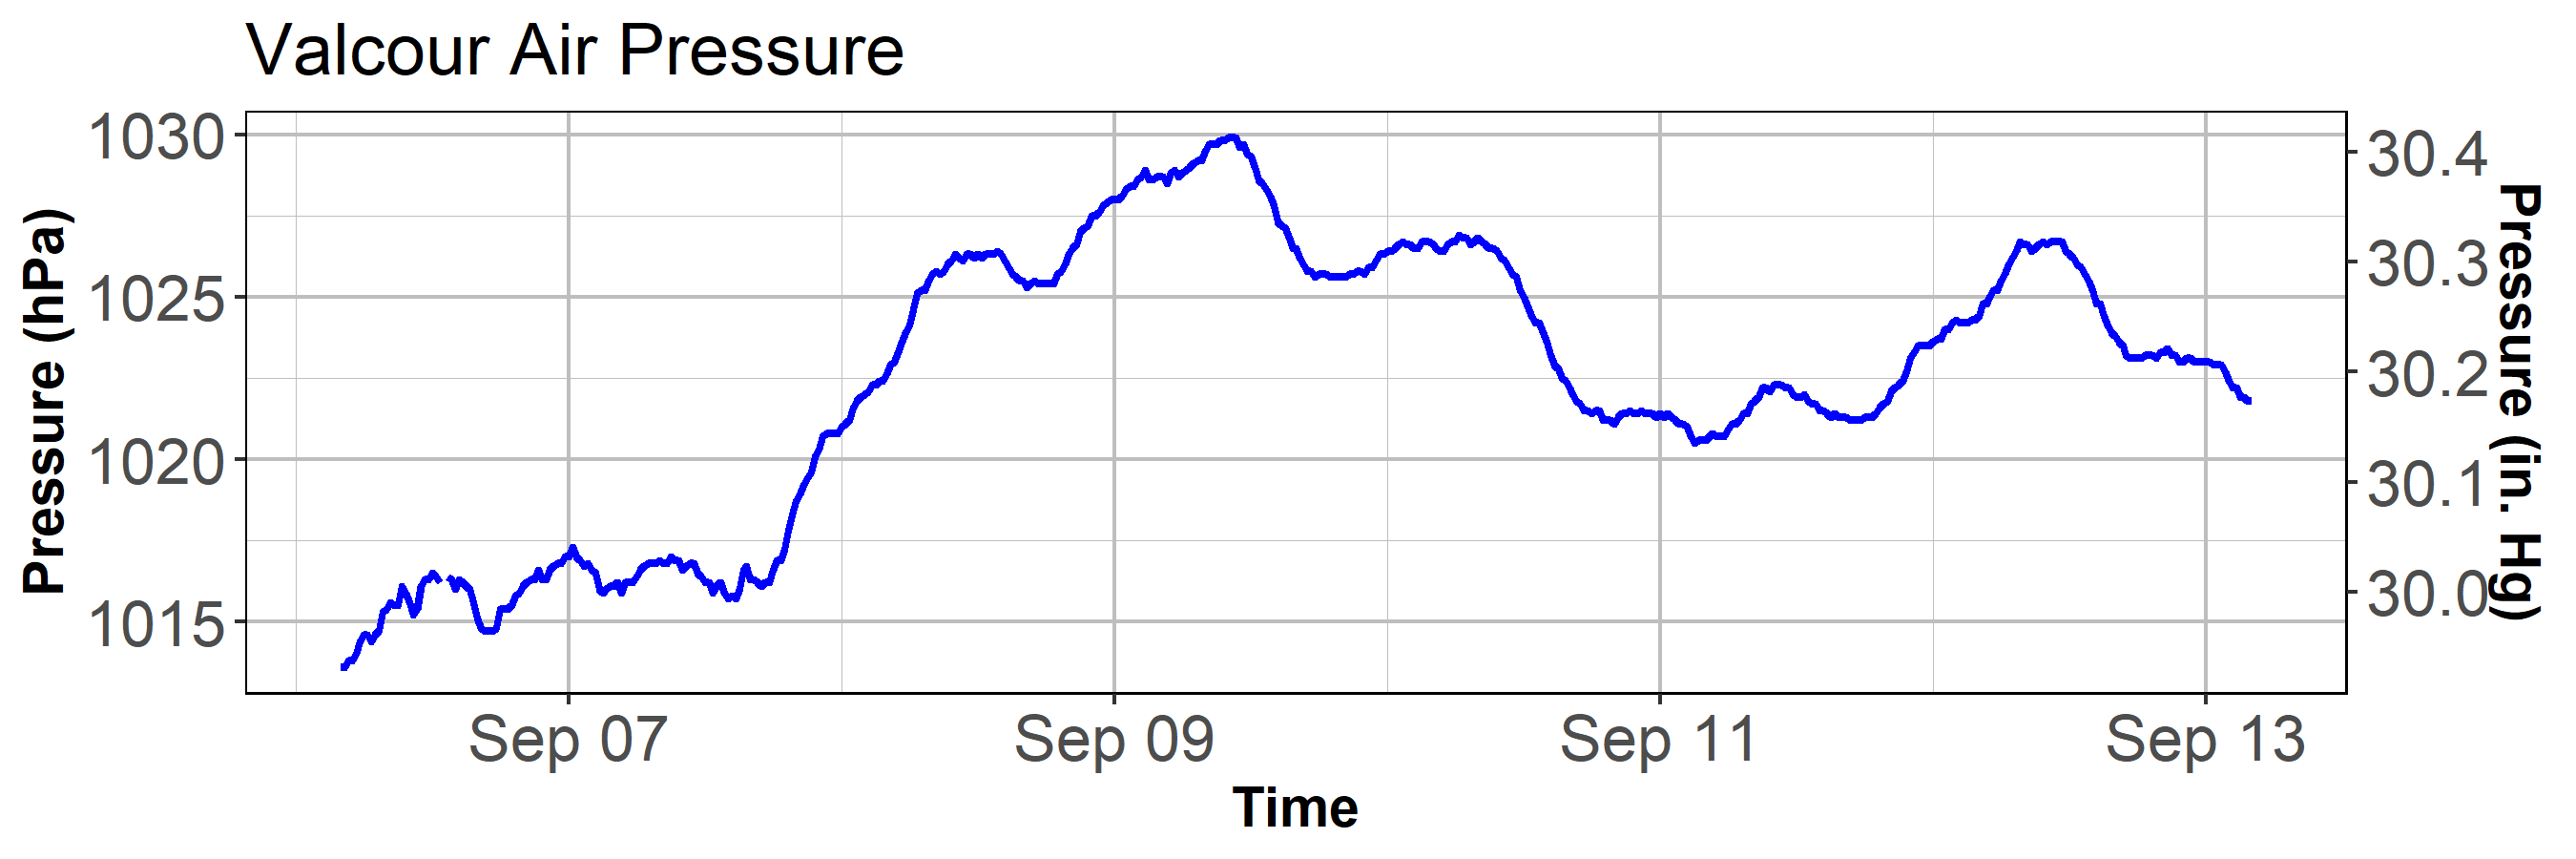 Valcour Air Pressure
1030
1025
1020
1015
Pressure (hPa)
30.4
30.3
30.2
30.1
30.0
Pressure (in. Hg)
Sep 07
Sep 09
Sep 11
Sep 13
Time